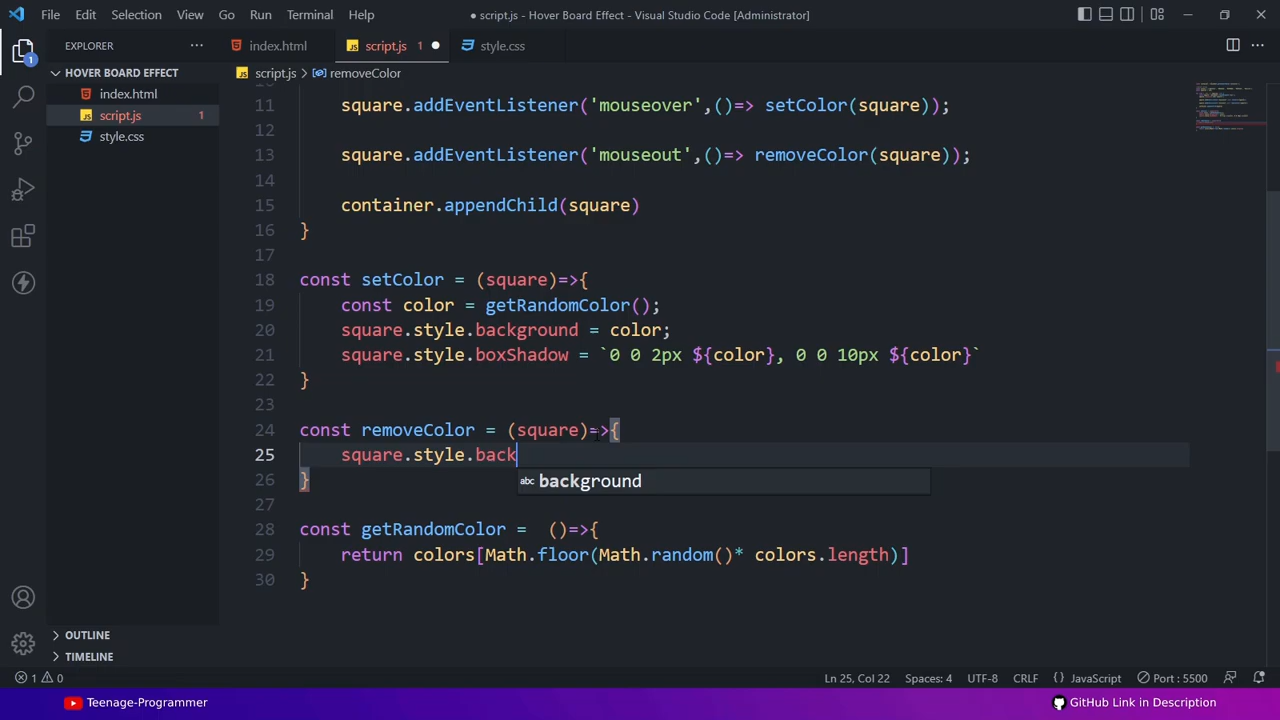 File Edit Selection View Go Run Terminal Help ● script.js - Hover Board Effect - Visual Studio Code [Administrator]
EXPLORER ··· index.html script.js 1 ● style.css ···
HOVER BOARD EFFECT
index.html
script.js 1
style.css
script.js > removeColor
11 square.addEventListener('mouseover',()=> setColor(square));
12
13 square.addEventListener('mouseout',()=> removeColor(square));
14
15 container.appendChild(square)
16 }
17
18 const setColor = (square)=>{
19 const color = getRandomColor();
20 square.style.background = color;
21 square.style.boxShadow = `0 0 2px ${color}, 0 0 10px ${color}`
22 }
23
24 const removeColor = (square)=>{
25 square.style.back
abc background
26 }
27
28 const getRandomColor =  ()=>{
29 return colors[Math.floor(Math.random()* colors.length)]
30 }
OUTLINE
TIMELINE
1 0 Ln 25, Col 22 Spaces: 4 UTF-8 CRLF {} JavaScript Port : 5500
Teenage-Programmer GitHub Link in Description